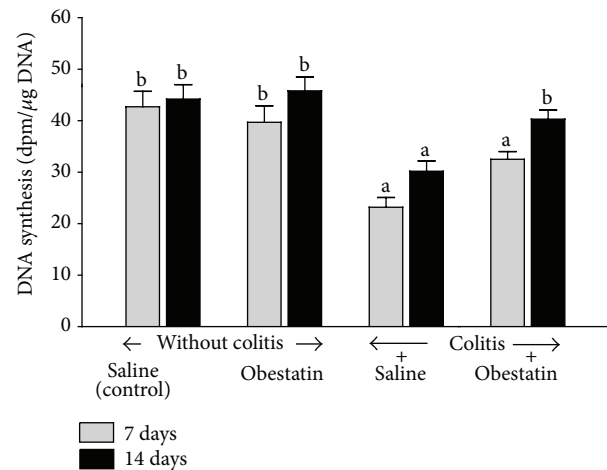 60
50
40
30
20
10
0
DNA synthesis (dpm/μg DNA)
b b b b a a a b
← Without colitis → ← Colitis →
+ +
Saline Obestatin Saline Obestatin
(control)
7 days
14 days